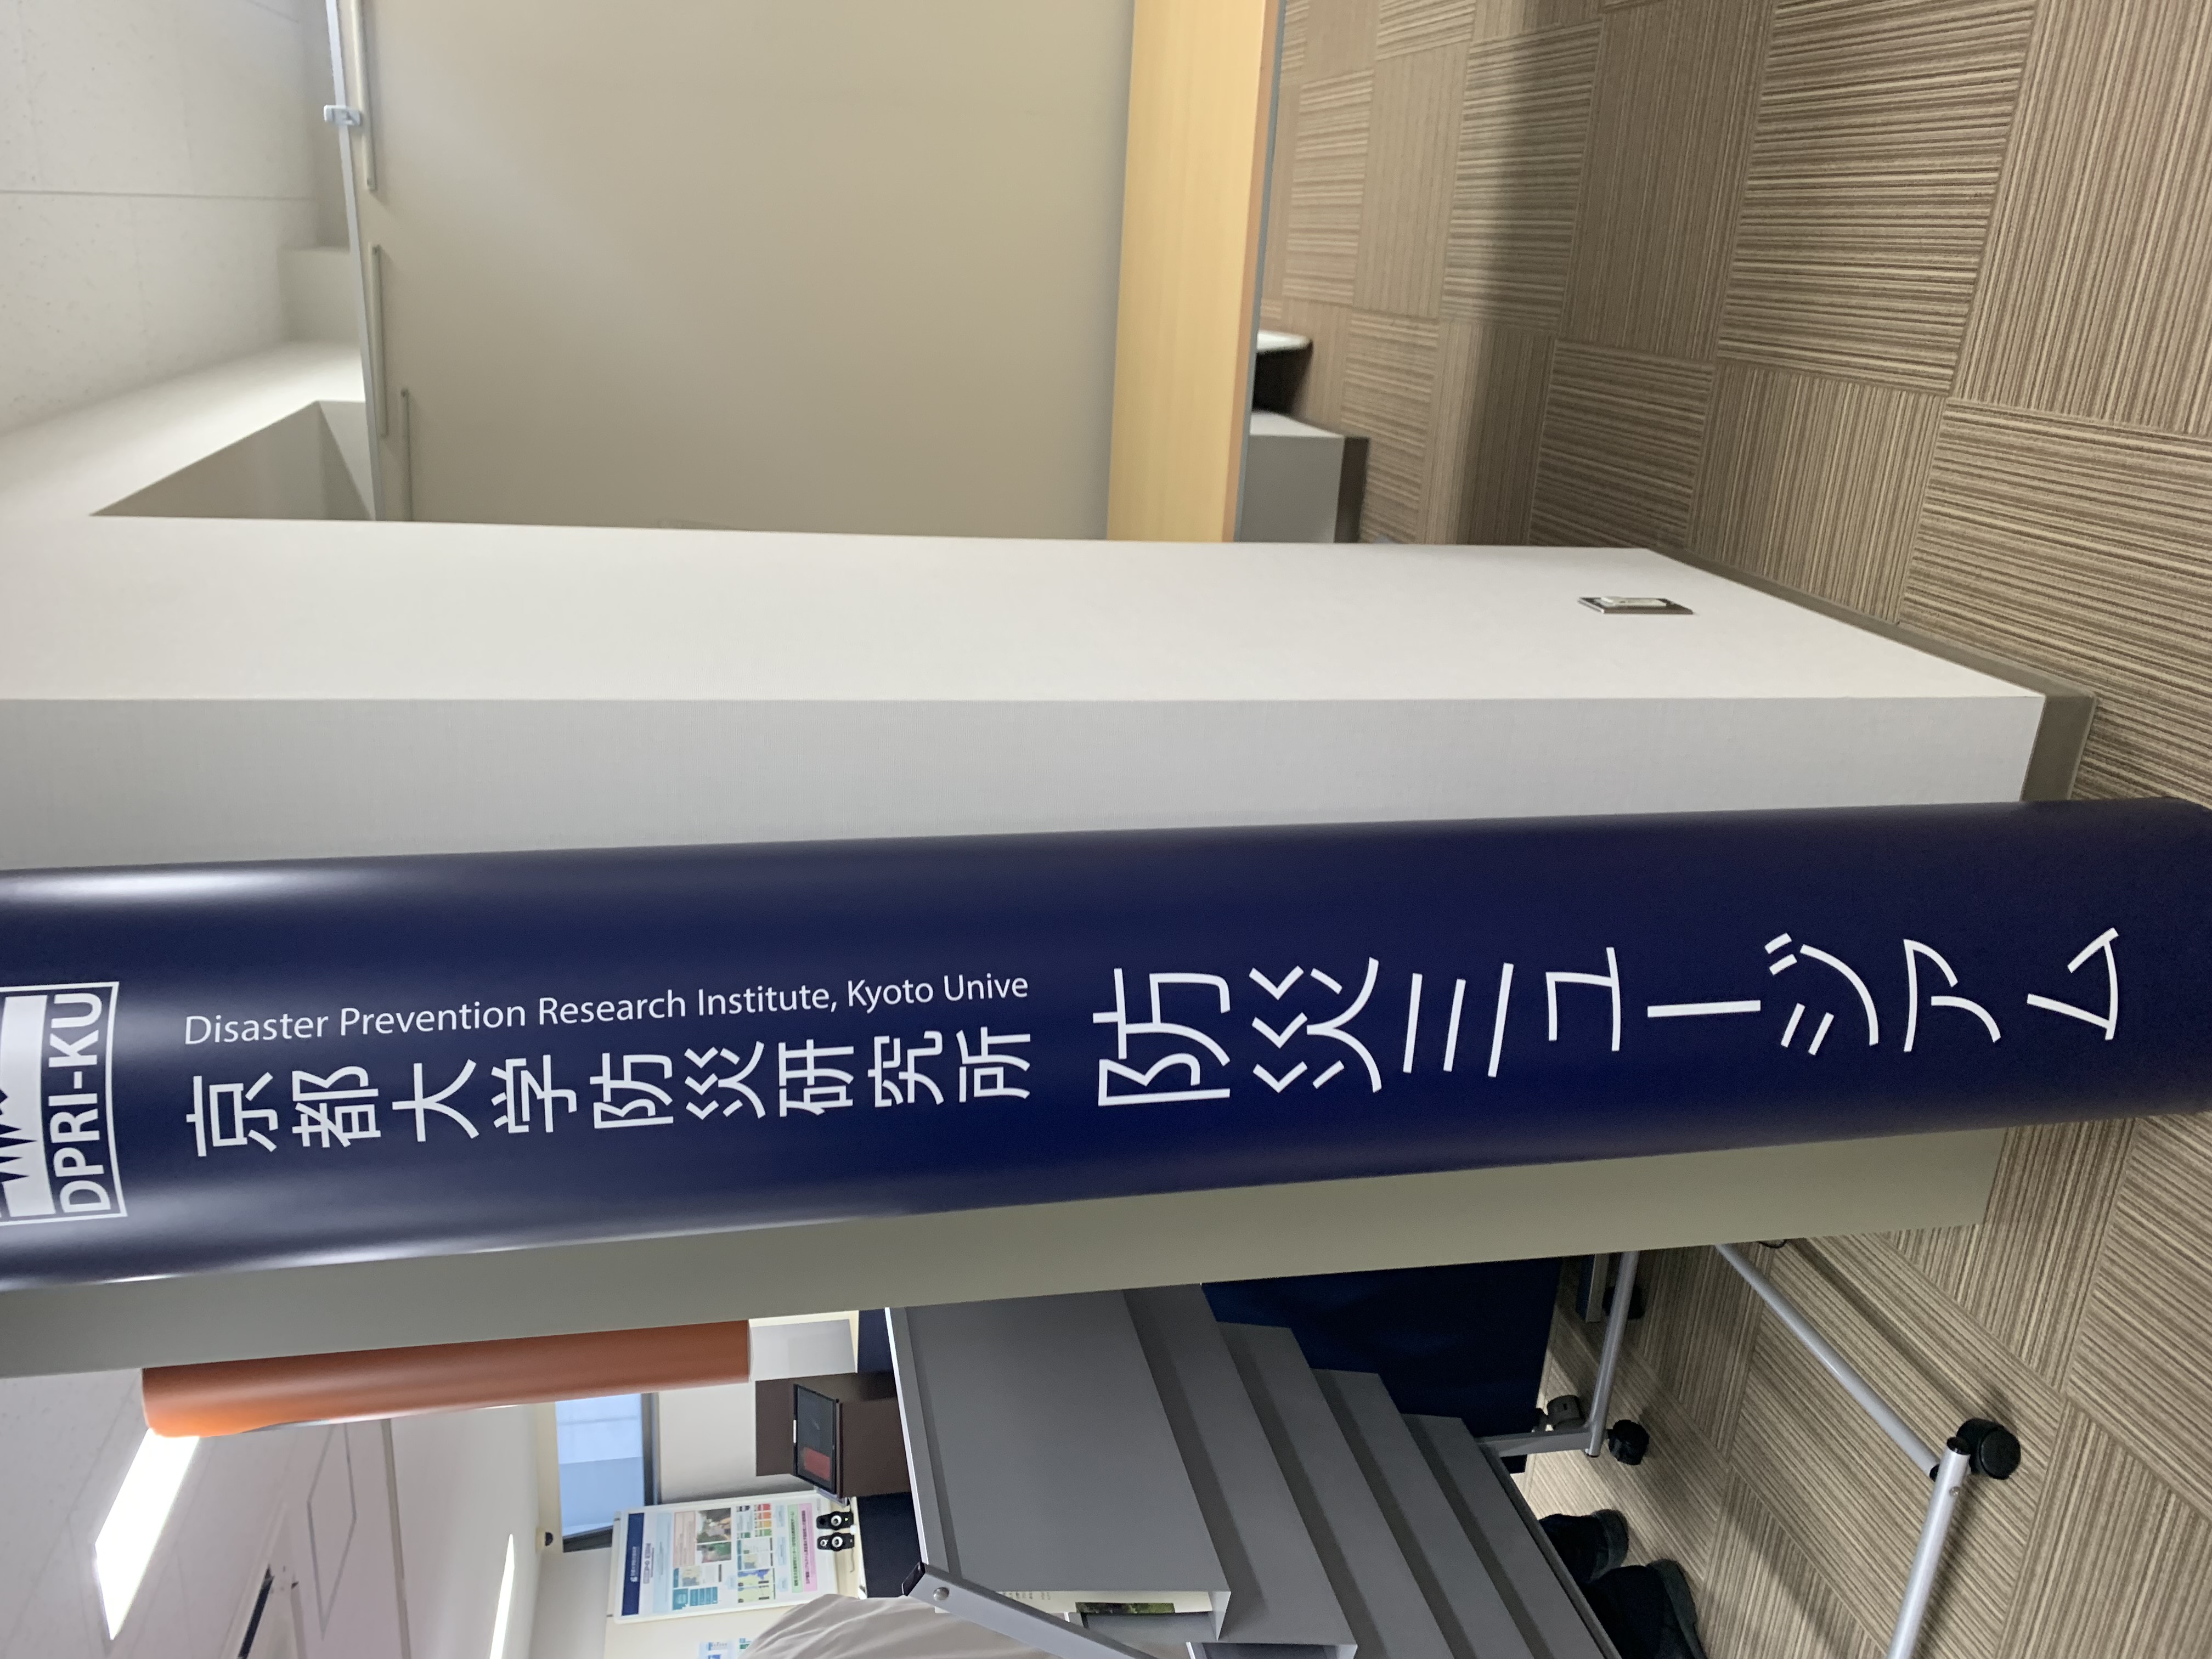 DPRI-KU
Disaster Prevention Research Institute, Kyoto Unive
京都大学防災研究所
防災ミュージアム